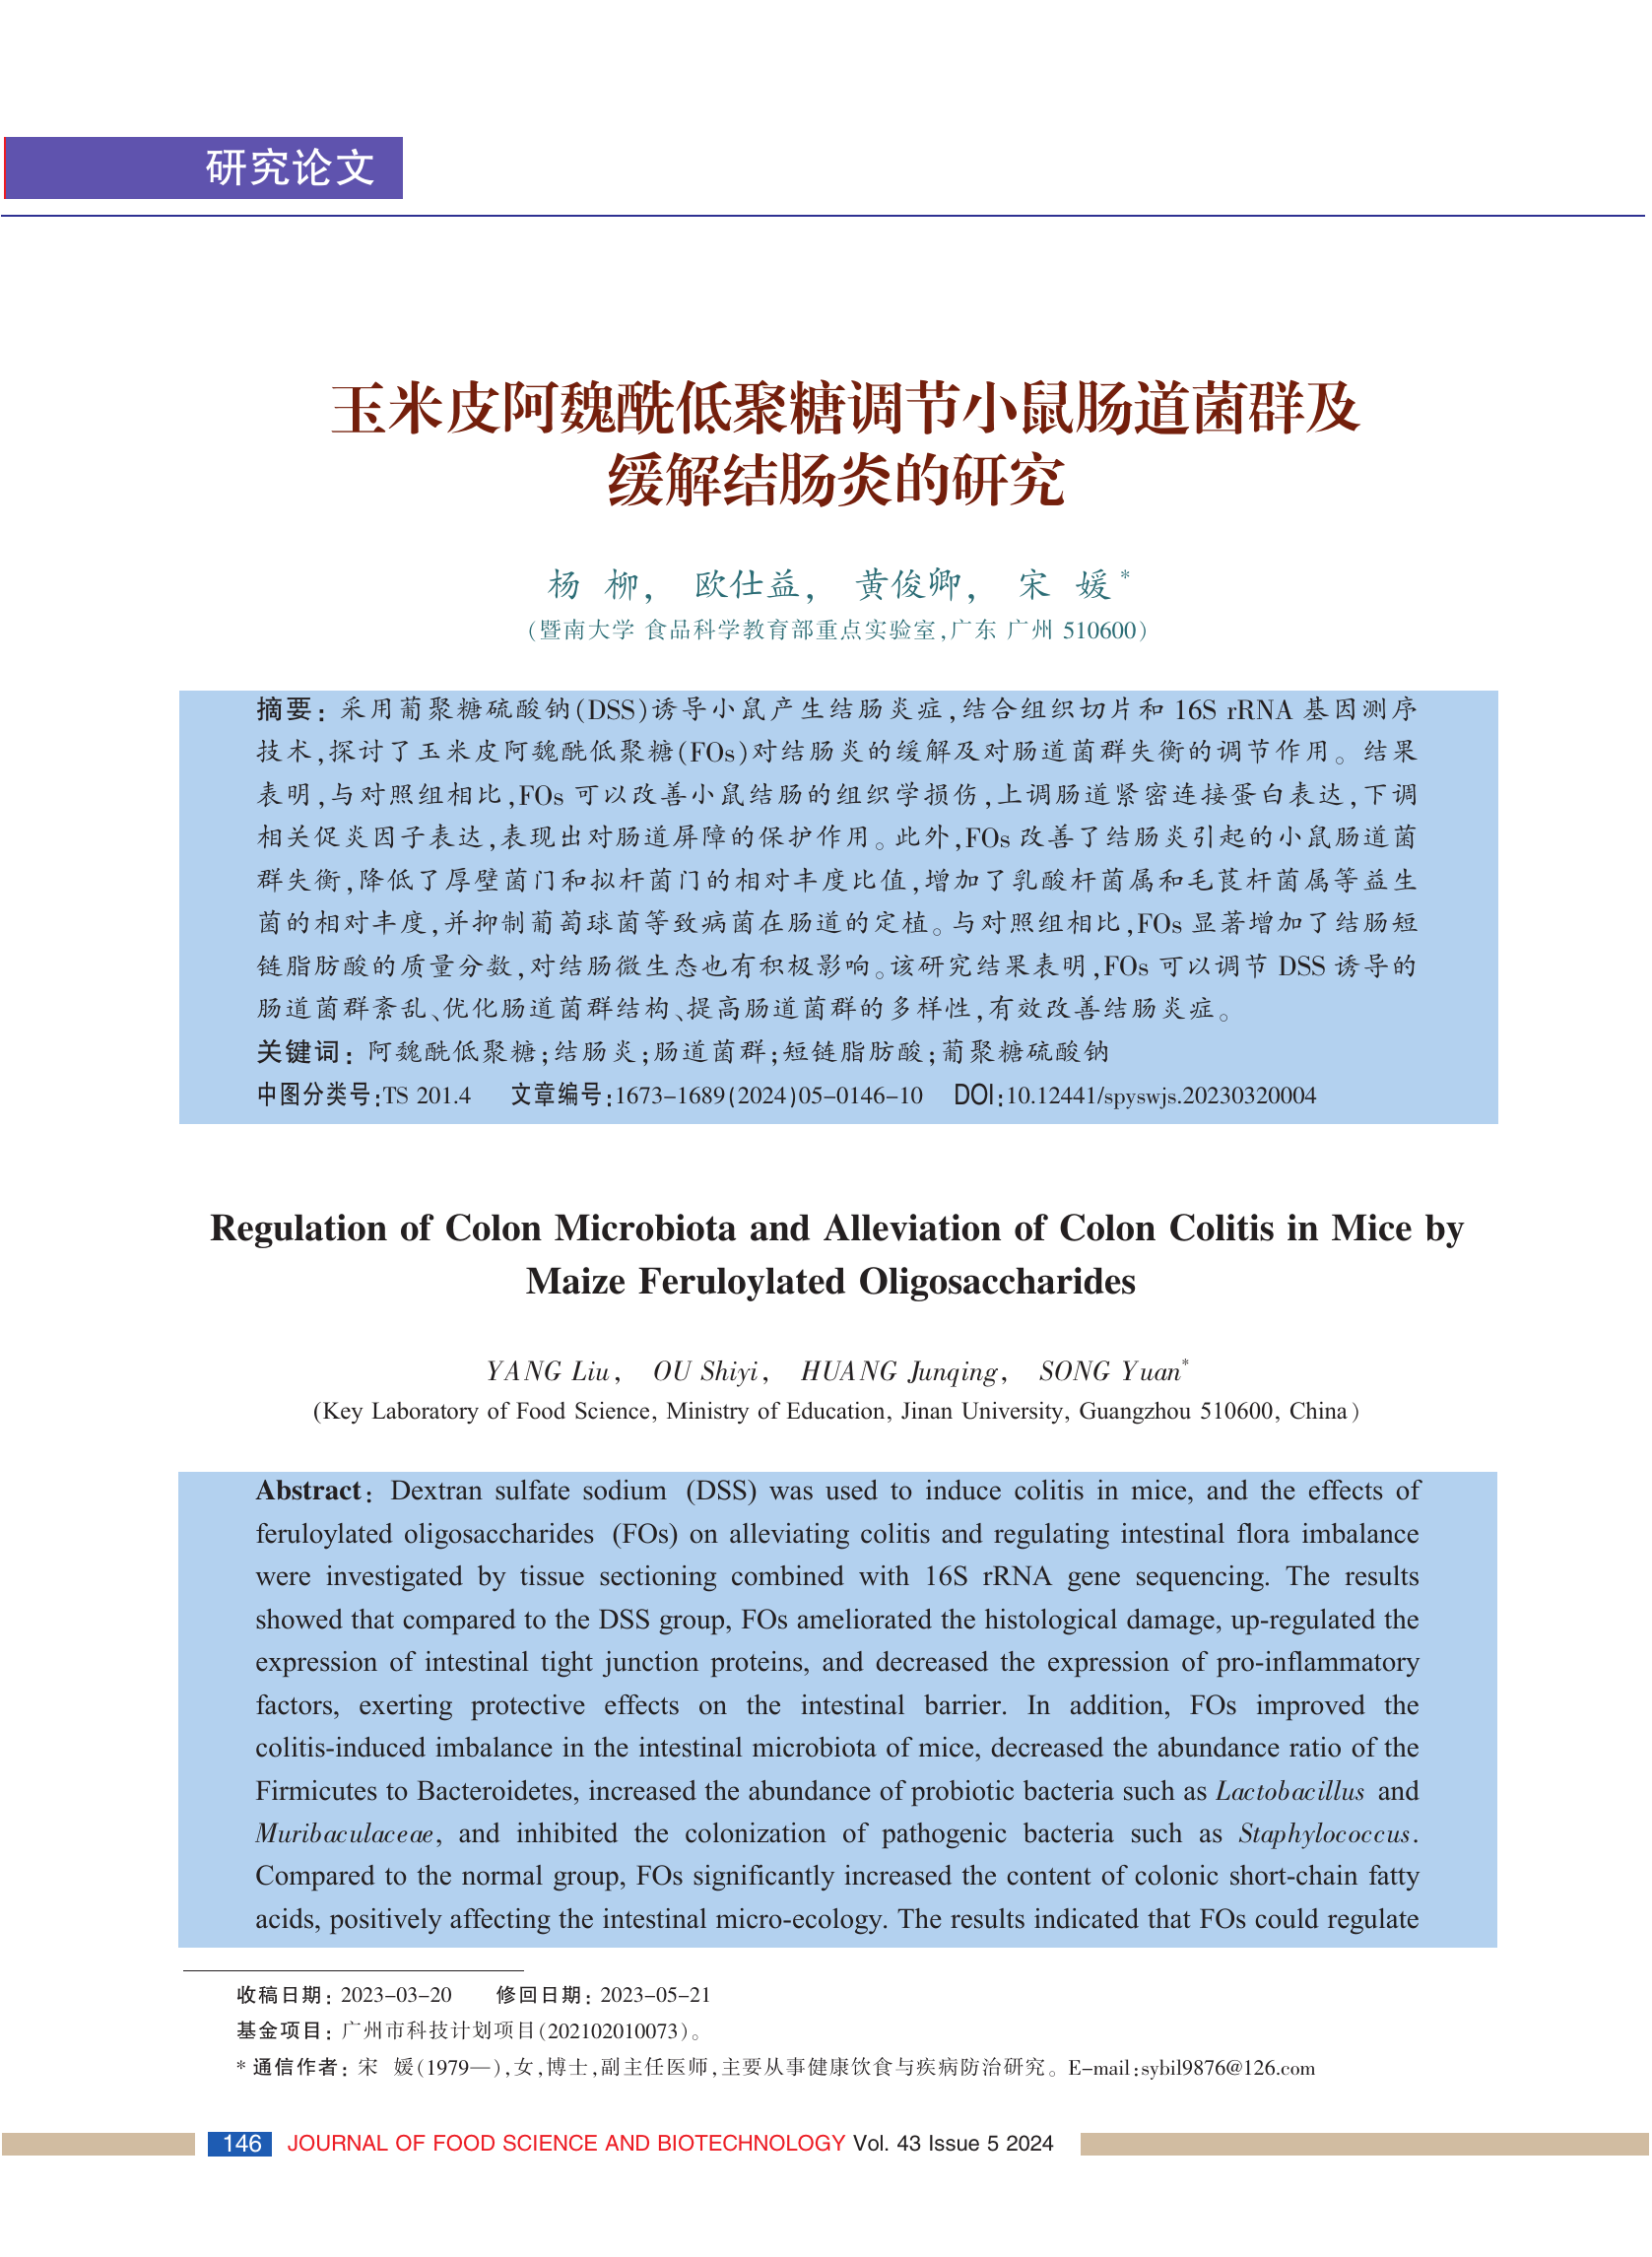 研究论文
玉米皮阿魏酰低聚糖调节小鼠肠道菌群及
缓解结肠炎的研究
杨 柳, 欧仕益, 黄俊卿, 宋 媛*
(暨南大学 食品科学教育部重点实验室,广东 广州 510600)
摘要：采用葡聚糖硫酸钠(DSS)诱导小鼠产生结肠炎症,结合组织切片和 16S rRNA 基因测序
技术,探讨了玉米皮阿魏酰低聚糖(FOs)对结肠炎的缓解及对肠道菌群失衡的调节作用。结果
表明,与对照组相比,FOs 可以改善小鼠结肠的组织学损伤,上调肠道紧密连接蛋白表达,下调
相关促炎因子表达,表现出对肠道屏障的保护作用。此外,FOs 改善了结肠炎引起的小鼠肠道菌
群失衡,降低了厚壁菌门和拟杆菌门的相对丰度比值,增加了乳酸杆菌属和毛茛杆菌属等益生
菌的相对丰度,并抑制葡萄球菌等致病菌在肠道的定植。与对照组相比,FOs 显著增加了结肠短
链脂肪酸的质量分数,对结肠微生态也有积极影响。该研究结果表明,FOs 可以调节 DSS 诱导的
肠道菌群紊乱、优化肠道菌群结构、提高肠道菌群的多样性,有效改善结肠炎症。
关键词：阿魏酰低聚糖;结肠炎;肠道菌群;短链脂肪酸;葡聚糖硫酸钠
中图分类号:TS 201.4 文章编号:1673-1689(2024)05-0146-10 DOI:10.12441/spyswjs.20230320004
Regulation of Colon Microbiota and Alleviation of Colon Colitis in Mice by
Maize Feruloylated Oligosaccharides
YANG Liu, OU Shiyi, HUANG Junqing, SONG Yuan*
(Key Laboratory of Food Science, Ministry of Education, Jinan University, Guangzhou 510600, China)
Abstract: Dextran sulfate sodium (DSS) was used to induce colitis in mice, and the effects of
feruloylated oligosaccharides (FOs) on alleviating colitis and regulating intestinal flora imbalance
were investigated by tissue sectioning combined with 16S rRNA gene sequencing. The results
showed that compared to the DSS group, FOs ameliorated the histological damage, up-regulated the
expression of intestinal tight junction proteins, and decreased the expression of pro-inflammatory
factors, exerting protective effects on the intestinal barrier. In addition, FOs improved the
colitis-induced imbalance in the intestinal microbiota of mice, decreased the abundance ratio of the
Firmicutes to Bacteroidetes, increased the abundance of probiotic bacteria such as Lactobacillus and
Muribaculaceae, and inhibited the colonization of pathogenic bacteria such as Staphylococcus.
Compared to the normal group, FOs significantly increased the content of colonic short-chain fatty
acids, positively affecting the intestinal micro-ecology. The results indicated that FOs could regulate
收稿日期：2023-03-20 修回日期：2023-05-21
基金项目：广州市科技计划项目(202102010073)。
*通信作者：宋 媛(1979—),女,博士,副主任医师,主要从事健康饮食与疾病防治研究。E-mail:sybil9876@126.com
146 JOURNAL OF FOOD SCIENCE AND BIOTECHNOLOGY Vol. 43 Issue 5 2024